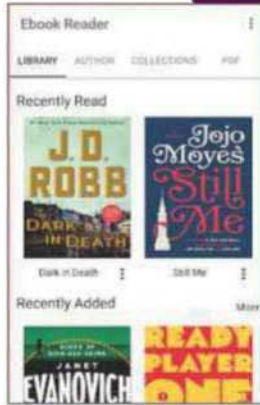 Ebook Reader
LIBRARY AUTHOR COLLECTIONS PDF
Recently Read
J.D.
ROBB
DARK
IN DEATH
Jojo
Moyes
Still
Me
Dark in Death
Still Me
Recently Added
More
JANET
EVANOVICH
READY
PLAYER
ONE